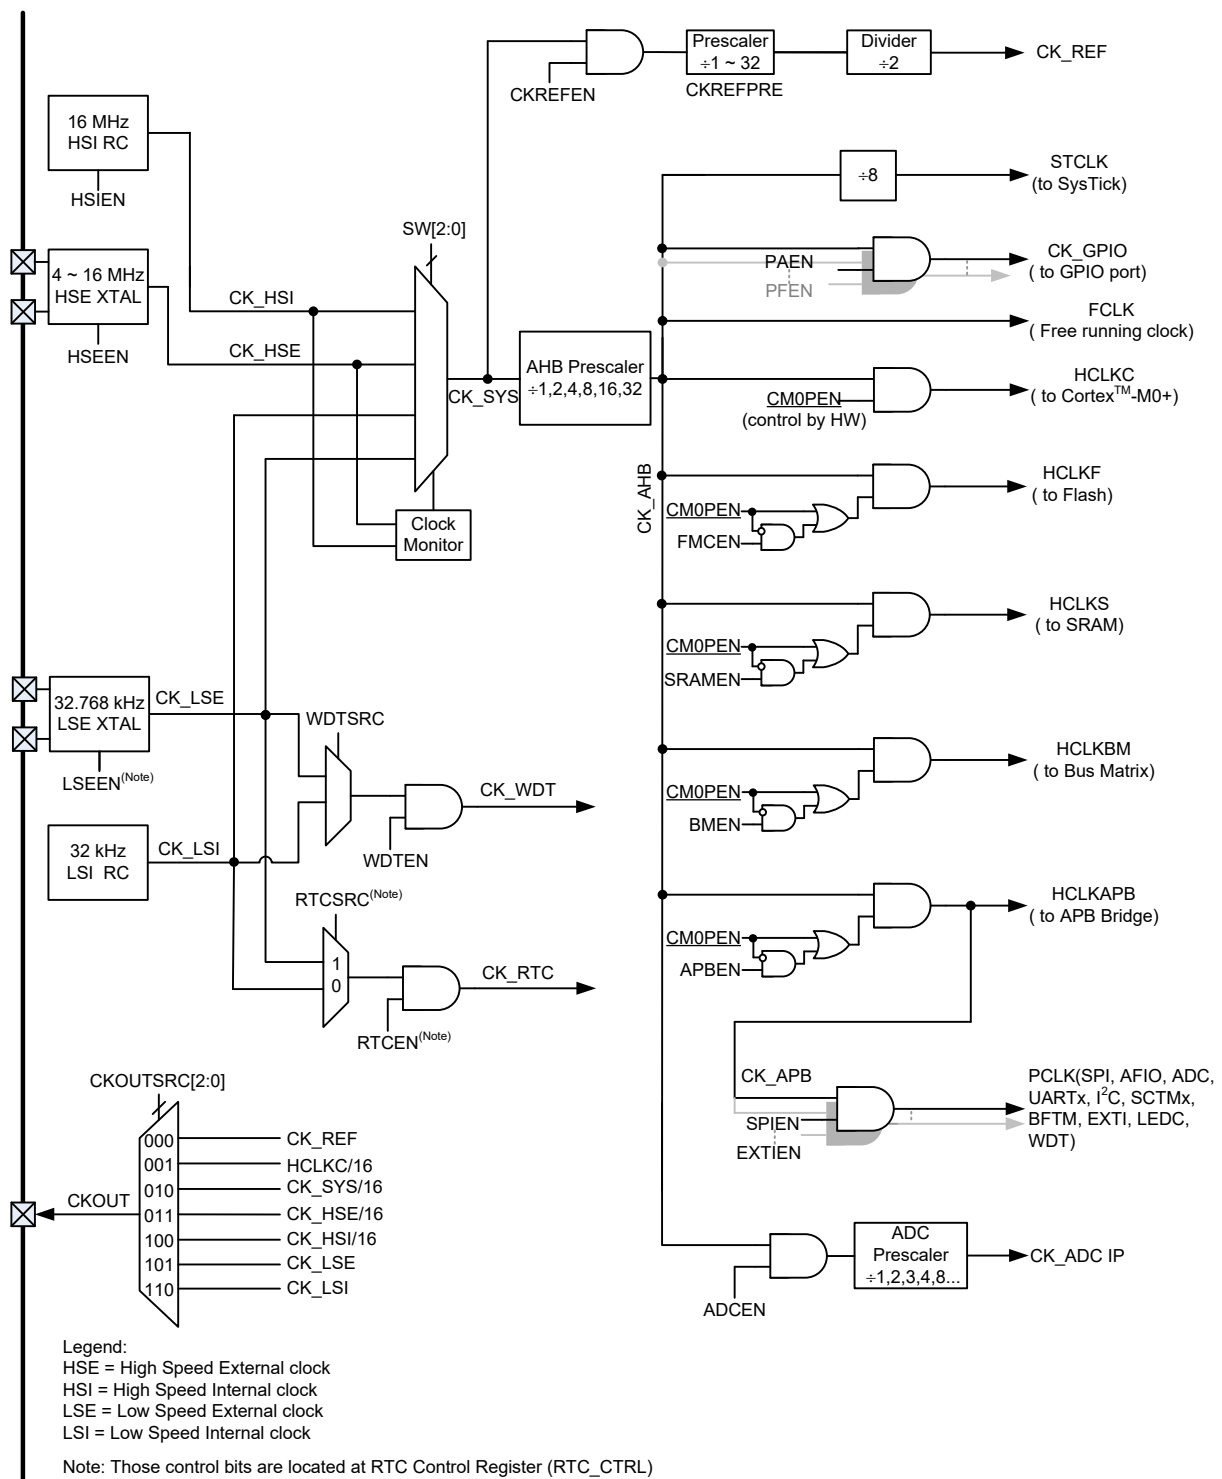 Prescaler
÷1 ~ 32
CKREFPRE
Divider
÷2
CK_REF
CKREFEN
16 MHz
HSI RC
HSIEN
÷8
STCLK
(to SysTick)
SW[2:0]
4 ~ 16 MHz
HSE XTAL
HSEEN
CK_HSI
CK_HSE
PAEN
PFEN
CK_GPIO
( to GPIO port)
FCLK
( Free running clock)
AHB Prescaler
÷1,2,4,8,16,32
CK_SYS
CM0PEN
(control by HW)
HCLKC
( to Cortex™-M0+)
CK_AHB
Clock
Monitor
CM0PEN
FMCEN
HCLKF
( to Flash)
CM0PEN
SRAMEN
HCLKS
( to SRAM)
32.768 kHz
LSE XTAL
LSEEN(Note)
CK_LSE
WDTSRC
CK_WDT
WDTEN
CM0PEN
BMEN
HCLKBM
( to Bus Matrix)
32 kHz
LSI RC
CK_LSI
RTCSRC(Note)
1
0
CK_RTC
RTCEN(Note)
CM0PEN
APBEN
HCLKAPB
( to APB Bridge)
CK_APB
SPIEN
EXTIEN
PCLK(SPI, AFIO, ADC,
UARTx, I²C, SCTMx,
BFTM, EXTI, LEDC,
WDT)
CKOUTSRC[2:0]
CKOUT
000 CK_REF
001 HCLKC/16
010 CK_SYS/16
011 CK_HSE/16
100 CK_HSI/16
101 CK_LSE
110 CK_LSI
ADCEN
ADC
Prescaler
÷1,2,3,4,8...
CK_ADC IP
Legend:
HSE = High Speed External clock
HSI = High Speed Internal clock
LSE = Low Speed External clock
LSI = Low Speed Internal clock
Note: Those control bits are located at RTC Control Register (RTC_CTRL)